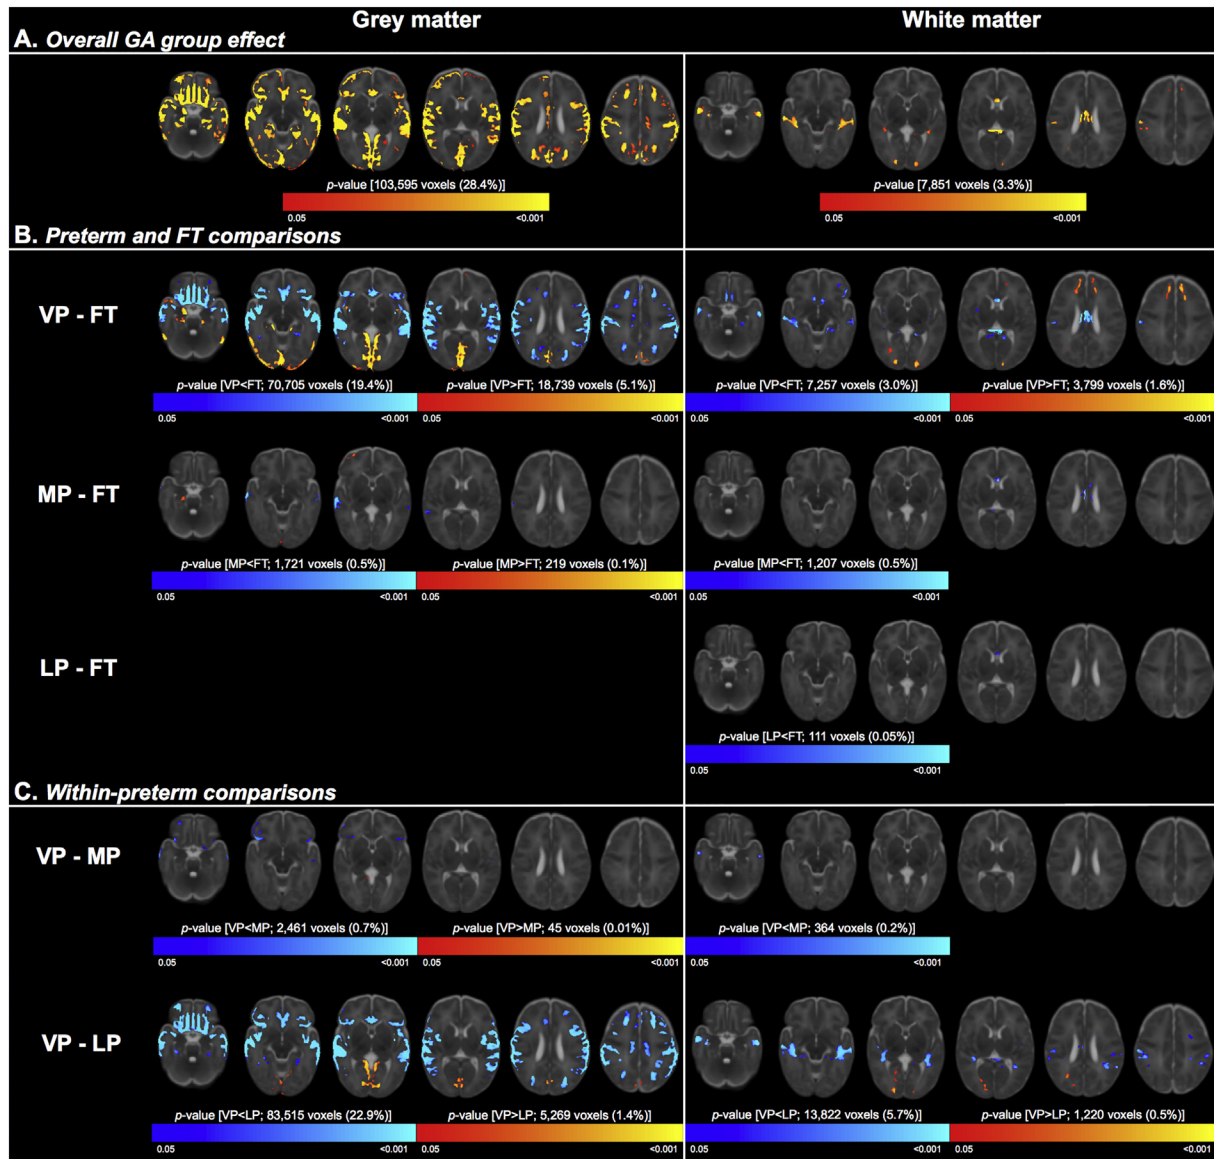 Grey matter
White matter
A. Overall GA group effect
p-value [103,595 voxels (28.4%)]
0.05 <0.001
p-value [7,851 voxels (3.3%)]
0.05 <0.001
B. Preterm and FT comparisons
VP - FT
p-value [VP<FT; 70,705 voxels (19.4%)]
0.05 <0.001
p-value [VP>FT; 18,739 voxels (5.1%)]
0.05 <0.001
p-value [VP<FT; 7,257 voxels (3.0%)]
0.05 <0.001
p-value [VP>FT; 3,799 voxels (1.6%)]
0.05 <0.001
MP - FT
p-value [MP<FT; 1,721 voxels (0.5%)]
0.05 <0.001
p-value [MP>FT; 219 voxels (0.1%)]
0.05 <0.001
p-value [MP<FT; 1,207 voxels (0.5%)]
0.05 <0.001
LP - FT
p-value [LP<FT; 111 voxels (0.05%)]
0.05 <0.001
C. Within-preterm comparisons
VP - MP
p-value [VP<MP; 2,461 voxels (0.7%)]
0.05 <0.001
p-value [VP>MP; 45 voxels (0.01%)]
0.05 <0.001
p-value [VP<MP; 364 voxels (0.2%)]
0.05 <0.001
VP - LP
p-value [VP<LP; 83,515 voxels (22.9%)]
0.05 <0.001
p-value [VP>LP; 5,269 voxels (1.4%)]
0.05 <0.001
p-value [VP<LP; 13,822 voxels (5.7%)]
0.05 <0.001
p-value [VP>LP; 1,220 voxels (0.5%)]
0.05 <0.001